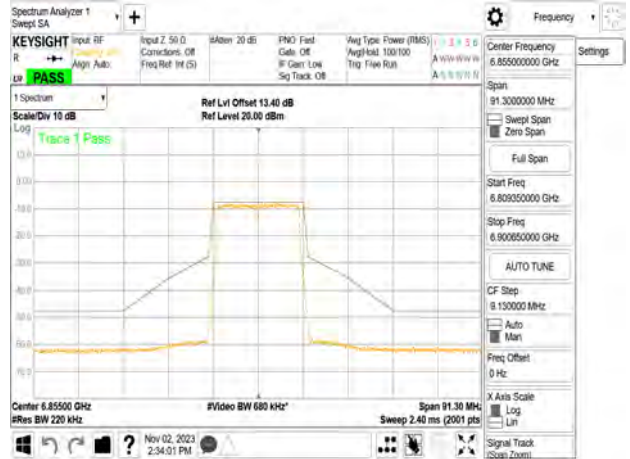 Spectrum Analyzer 1
Swept SA
Frequency
KEYSIGHT
Input: RF
Input Z: 50 Ω
#Atten: 20 dB
PNO: Fast
Avg Type: Power (RMS)
R
Corrections: Off
Gate: Off
Avg|Hold: 100/100
Align: Auto
Freq Ref: Int (S)
IF Gain: Low
Trig: Free Run
Sig Track: Off
PASS
Center Frequency
6.855000000 GHz
Settings
Span
91.3000000 MHz
Swept Span
Zero Span
Full Span
Start Freq
6.809350000 GHz
Stop Freq
6.900650000 GHz
AUTO TUNE
CF Step
9.130000 MHz
Auto
Man
Freq Offset
0 Hz
X Axis Scale
Log
Lin
Signal Track
(Span Zoom)
1 Spectrum
Ref Lvl Offset 13.40 dB
Scale/Div 10 dB
Ref Level 20.00 dBm
Log
Trace 1 Pass
Center 6.85500 GHz
#Video BW 680 kHz*
Span 91.30 MHz
#Res BW 220 kHz
Sweep 2.40 ms (2001 pts
?
Nov 02, 2023
2:34:01 PM